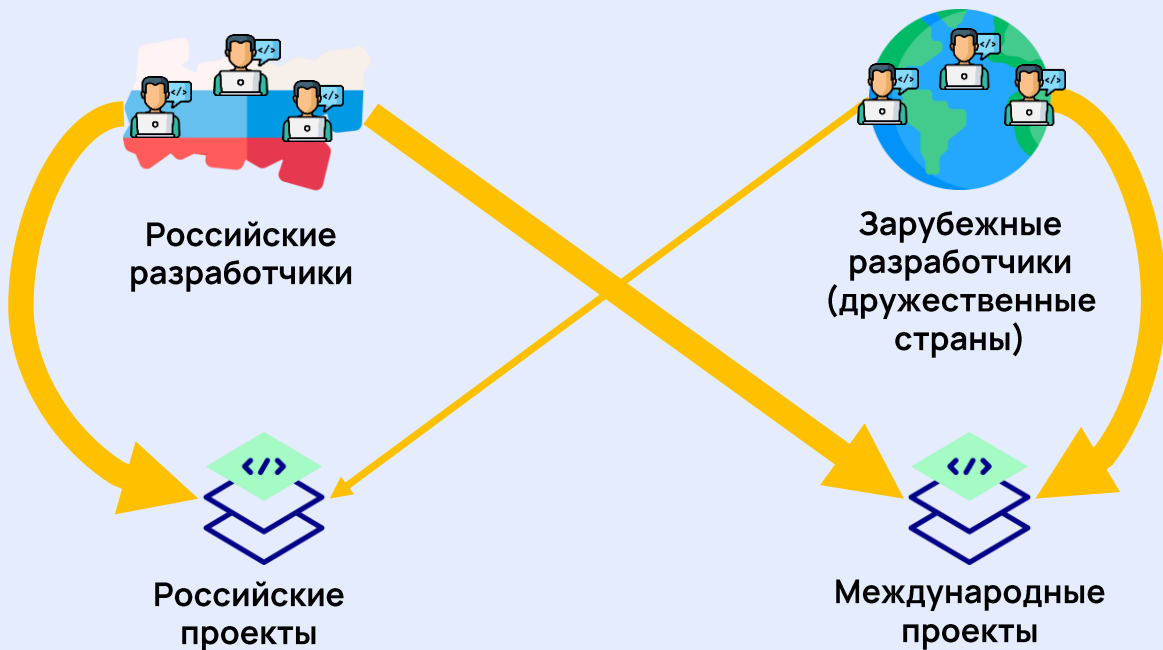 Российские
разработчики
Зарубежные
разработчики
(дружественные
страны)
</>
</>
</>
</>
</>
</>
</>
</>
Российские
проекты
Международные
проекты